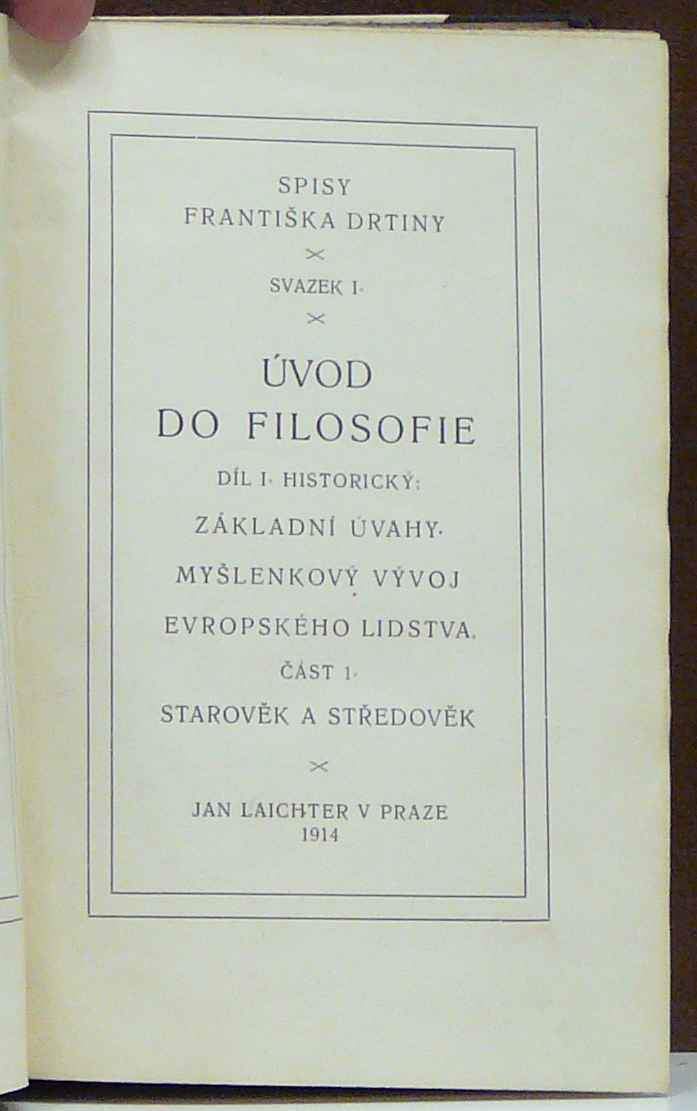 SPISY
FRANTIŠKA DRTINY
SVAZEK I·
ÚVOD
DO FILOSOFIE
DÍL I· HISTORICKÝ:
ZÁKLADNÍ ÚVAHY·
MYŠLENKOVÝ VÝVOJ
EVROPSKÉHO LIDSTVA.
ČÁST 1·
STAROVĚK A STŘEDOVĚK
JAN LAICHTER V PRAZE
1914